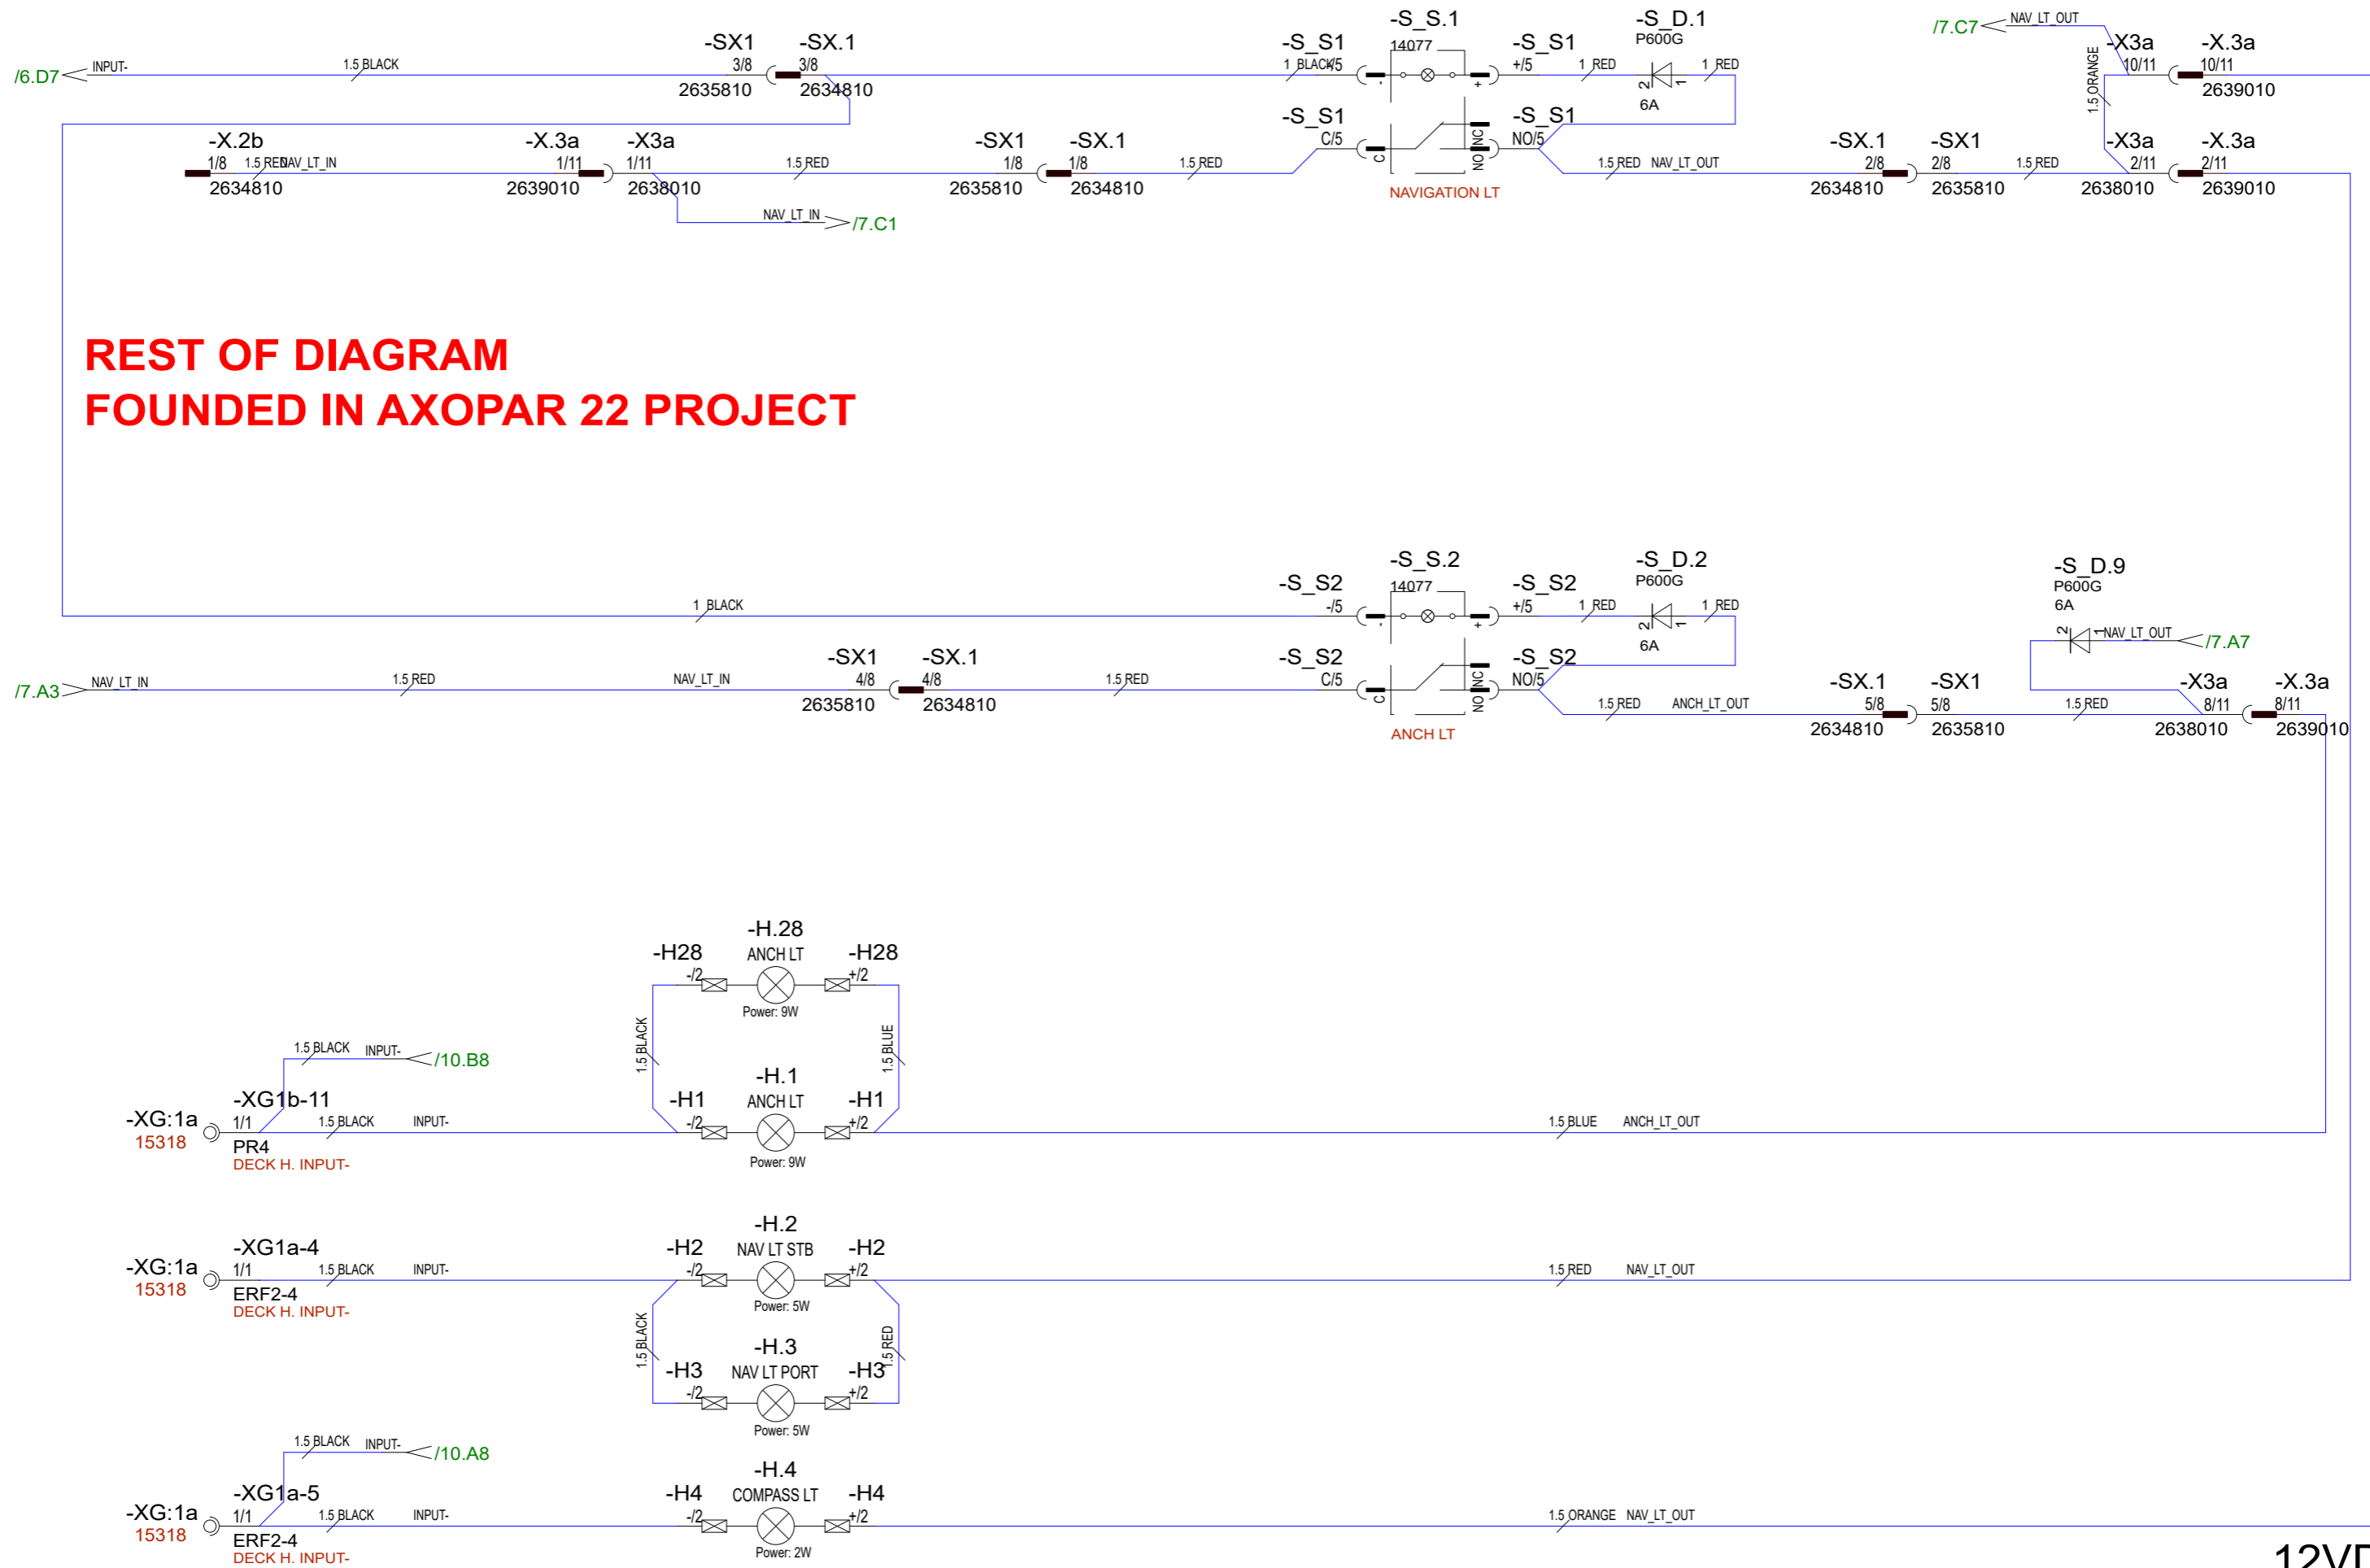 /6.D7
INPUT-
1.5 BLACK
-SX1
3/8
2635810
-SX.1
3/8
2634810
-S_S1
1 BLACK
-/5
-S_S.1
14077
-
+
-S_S1
+/5
1 RED
-S_D.1
P600G
2
1
6A
1 RED
/7.C7
NAV_LT_OUT
1.5 ORANGE
-X3a
10/11
-X.3a
10/11
2639010
-X.2b
1/8
2634810
1.5 RED
NAV_LT_IN
-X.3a
1/11
2639010
-X3a
1/11
2638010
1.5 RED
NAV_LT_IN
/7.C1
-SX1
1/8
2635810
-SX.1
1/8
2634810
1.5 RED
-S_S1
C/5
C
NO
NC
NAVIGATION LT
-S_S1
NO/5
1.5 RED
NAV_LT_OUT
-SX.1
2/8
2634810
-SX1
2/8
2635810
1.5 RED
-X3a
2/11
2638010
-X.3a
2/11
2639010
REST OF DIAGRAM
FOUNDED IN AXOPAR 22 PROJECT
1 BLACK
-S_S2
-/5
-S_S.2
14077
-
+
-S_S2
+/5
1 RED
-S_D.2
P600G
2
1
6A
1 RED
-S_D.9
P600G
6A
2
1
NAV_LT_OUT
/7.A7
/7.A3
NAV_LT_IN
1.5 RED
NAV_LT_IN
-SX1
4/8
2635810
-SX.1
4/8
2634810
1.5 RED
-S_S2
C/5
C
NO
NC
ANCH LT
-S_S2
NO/5
1.5 RED
ANCH_LT_OUT
-SX.1
5/8
2634810
-SX1
5/8
2635810
1.5 RED
-X3a
8/11
2638010
-X.3a
8/11
2639010
-H28
-/2
-H.28
ANCH LT
Power: 9W
-H28
+/2
1.5 BLACK
1.5 BLUE
1.5 BLACK
INPUT-
/10.B8
-XG:1a
15318
-XG1b-11
1/1
PR4
DECK H. INPUT-
1.5 BLACK
INPUT-
-H1
-/2
-H.1
ANCH LT
Power: 9W
-H1
+/2
1.5 BLUE
ANCH_LT_OUT
-XG:1a
15318
-XG1a-4
1/1
ERF2-4
DECK H. INPUT-
1.5 BLACK
INPUT-
-H2
-/2
-H.2
NAV LT STB
Power: 5W
-H2
+/2
1.5 RED
NAV_LT_OUT
1.5 BLACK
1.5 RED
-H3
-/2
-H.3
NAV LT PORT
Power: 5W
-H3
+/2
1.5 BLACK
INPUT-
/10.A8
-XG:1a
15318
-XG1a-5
1/1
ERF2-4
DECK H. INPUT-
1.5 BLACK
INPUT-
-H4
-/2
-H.4
COMPASS LT
Power: 2W
-H4
+/2
1.5 ORANGE
NAV_LT_OUT